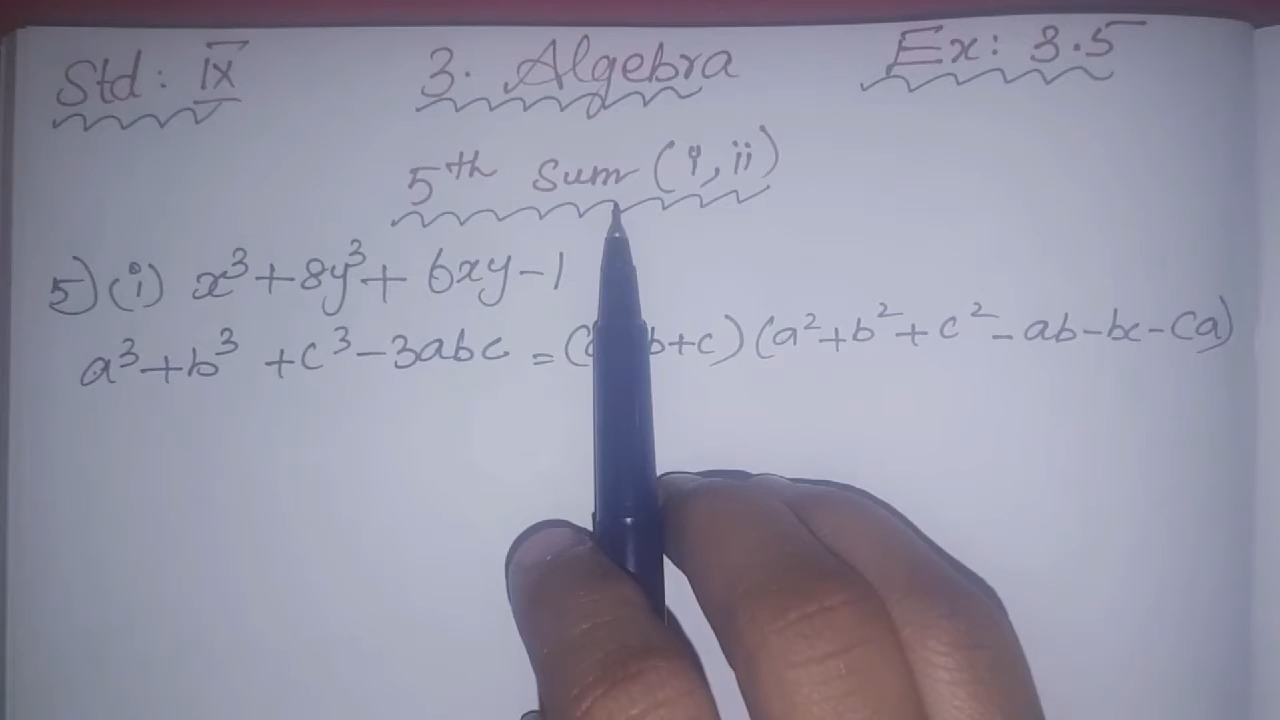 Std: IX 3. Algebra Ex: 3.5
5th Sum (i, ii)
5) (i) x³ + 8y³ + 6xy - 1
a³ + b³ + c³ - 3abc = ( b + c) (a² + b² + c² - ab - bc - ca)